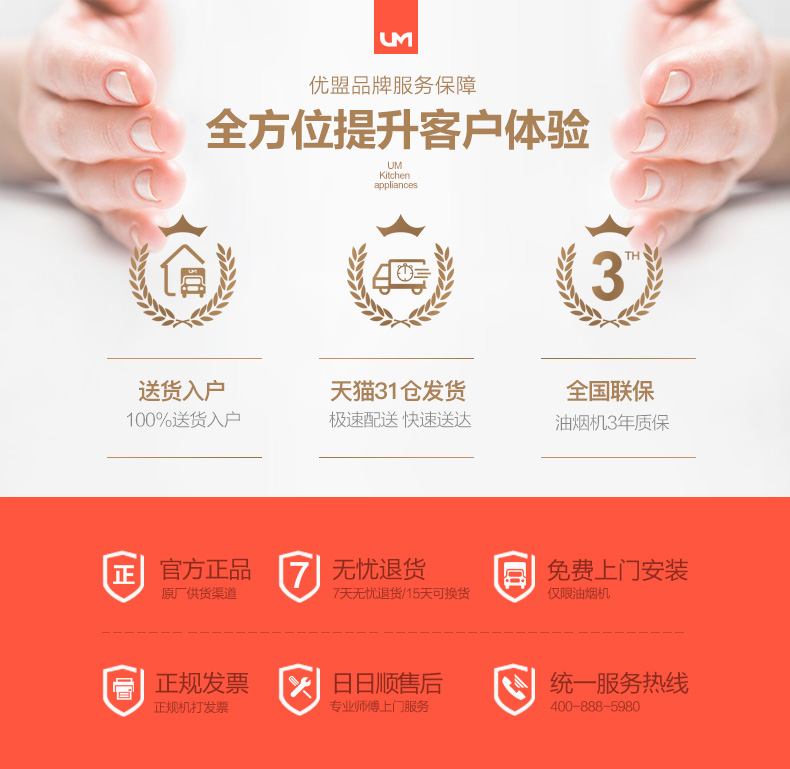 UM
优盟品牌服务保障
全方位提升客户体验
UM
Kitchen
appliances
UM
3TH
送货入户
100%送货入户
天猫31仓发货
极速配送 快速送达
全国联保
油烟机3年质保
正
官方正品
原厂供货渠道
7
无忧退货
7天无忧退货/15天可换货
免费上门安装
仅限油烟机
正规发票
正规机打发票
日日顺售后
专业师傅上门服务
统一服务热线
400-888-5980